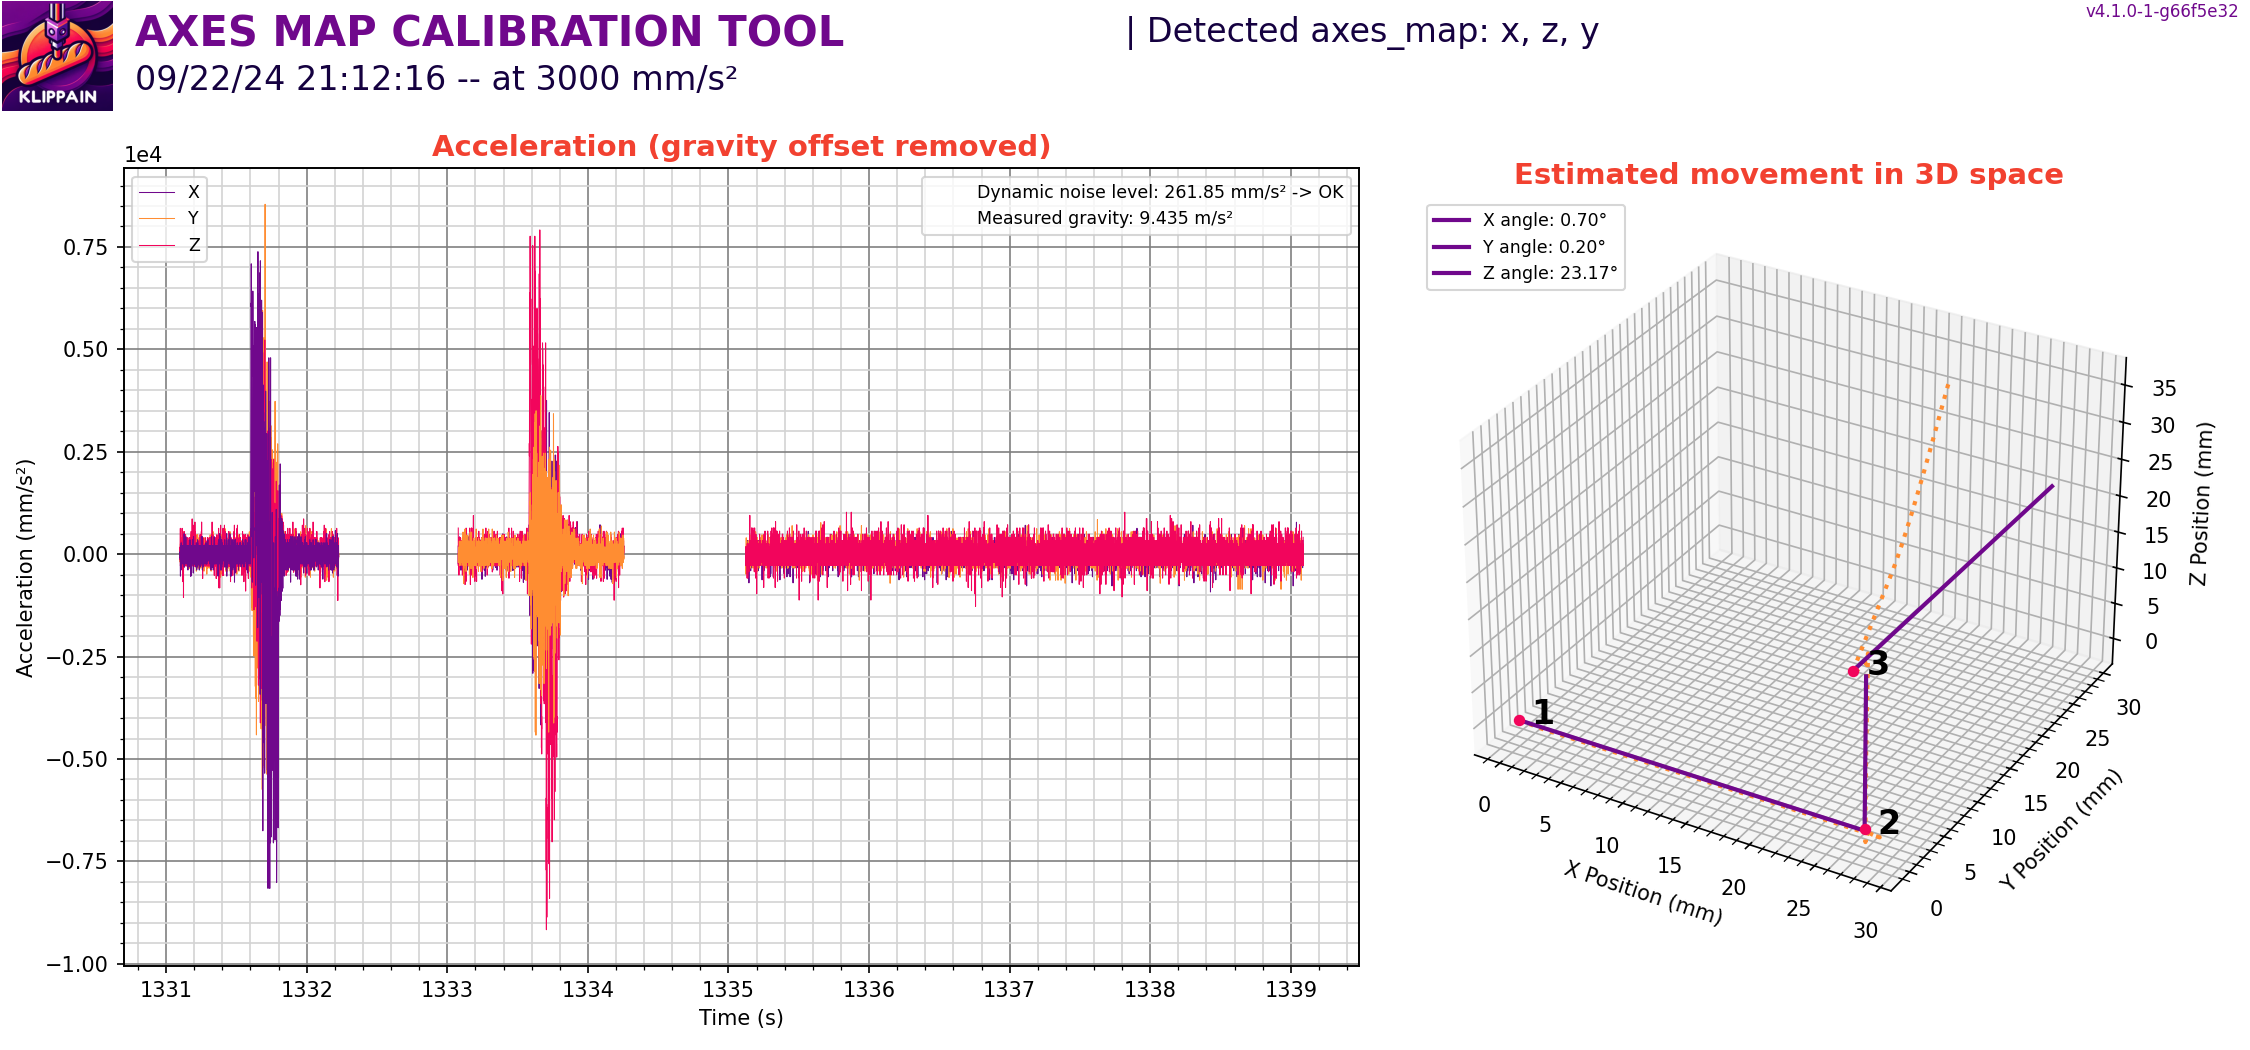 KLIPPAIN
AXES MAP CALIBRATION TOOL
09/22/24 21:12:16 -- at 3000 mm/s²
| Detected axes_map: x, z, y
v4.1.0-1-g66f5e32
Acceleration (gravity offset removed)
1e4
X
Y
Z
Dynamic noise level: 261.85 mm/s² -> OK
Measured gravity: 9.435 m/s²
Acceleration (mm/s²)
0.75
0.50
0.25
0.00
−0.25
−0.50
−0.75
−1.00
1331 1332 1333 1334 1335 1336 1337 1338 1339
Time (s)
Estimated movement in 3D space
X angle: 0.70°
Y angle: 0.20°
Z angle: 23.17°
1
2
3
0 5 10 15 20 25 30
X Position (mm)
0 5 10 15 20 25 30
Y Position (mm)
35
30
25
20
15
10
5
0
Z Position (mm)